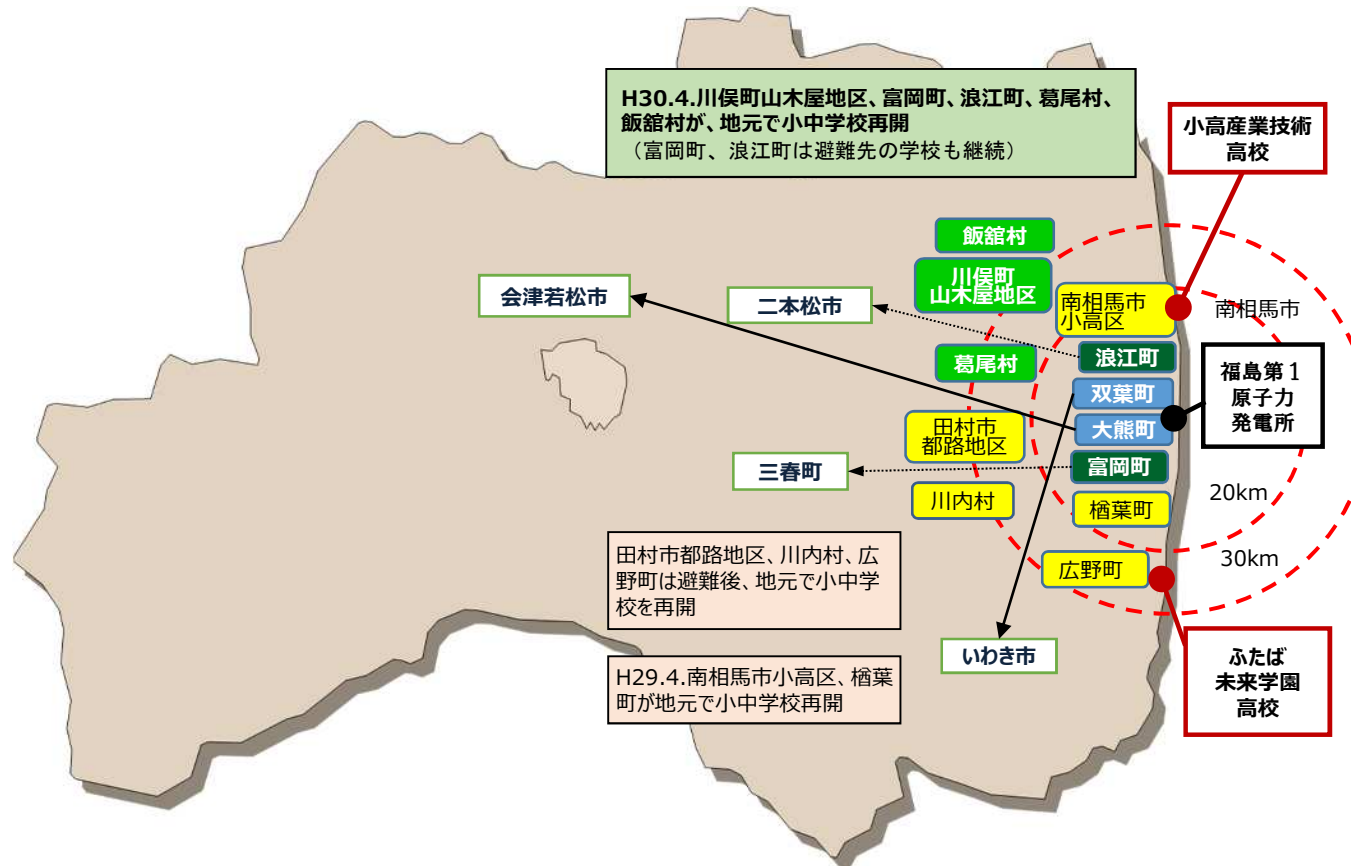 H30.4.川俣町山木屋地区、富岡町、浪江町、葛尾村、
飯舘村が、地元で小中学校再開
（富岡町、浪江町は避難先の学校も継続）
小高産業技術
高校
飯舘村
川俣町
山木屋地区
会津若松市
二本松市
南相馬市
小高区
南相馬市
浪江町
葛尾村
双葉町
福島第１
原子力
発電所
田村市
都路地区
大熊町
三春町
富岡町
川内村
楢葉町
20km
田村市都路地区、川内村、広
野町は避難後、地元で小中学
校を再開
広野町
30km
いわき市
ふたば
未来学園
高校
H29.4.南相馬市小高区、楢葉
町が地元で小中学校再開